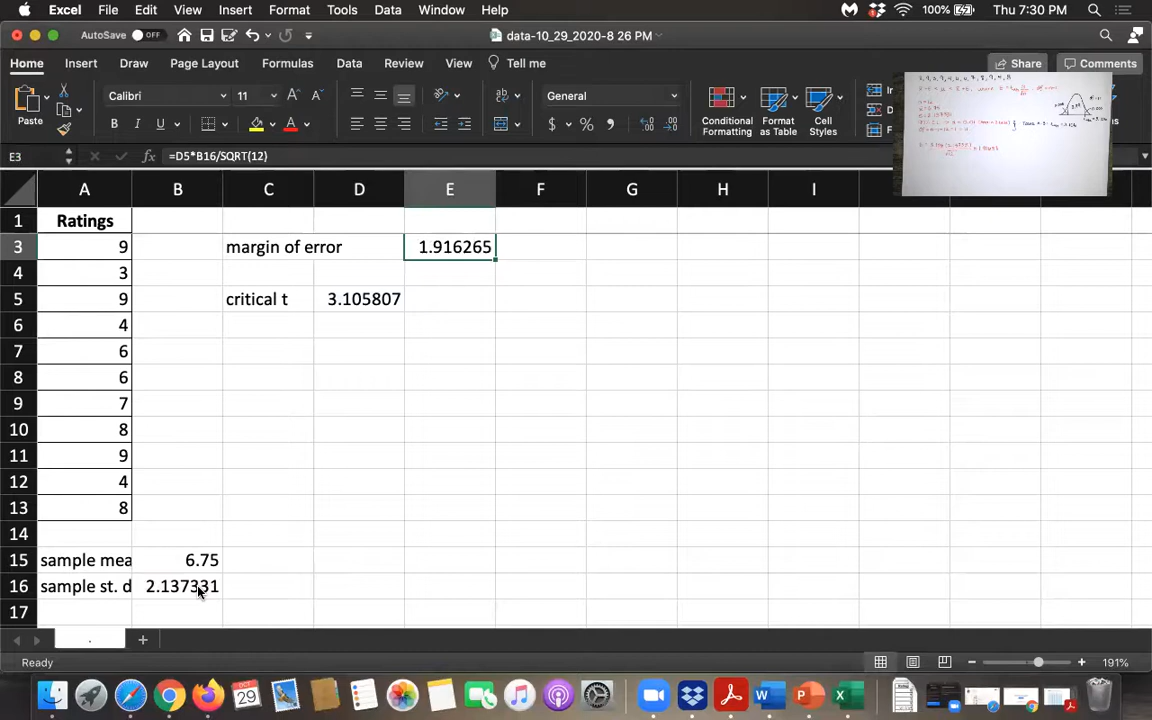 Excel File Edit View Insert Format Tools Data Window Help 100% Thu 7:30 PM
AutoSave OFF data-10_29_2020-8 26 PM
Home Insert Draw Page Layout Formulas Data Review View Tell me Share Comments
Paste Calibri 11 General Conditional Formatting Format as Table Cell Styles
B I U A $ % In D F
E3 fx =D5*B16/SQRT(12)
A B C D E F G H I
1 Ratings
3 9 margin of error 1.916265
4 3
5 9 critical t 3.105807
6 4
7 6
8 6
9 7
10 8
11 9
12 4
13 8
14
15 sample mea 6.75
16 sample st. d 2.137331
17
Ready 191%
OCT 29 W P X